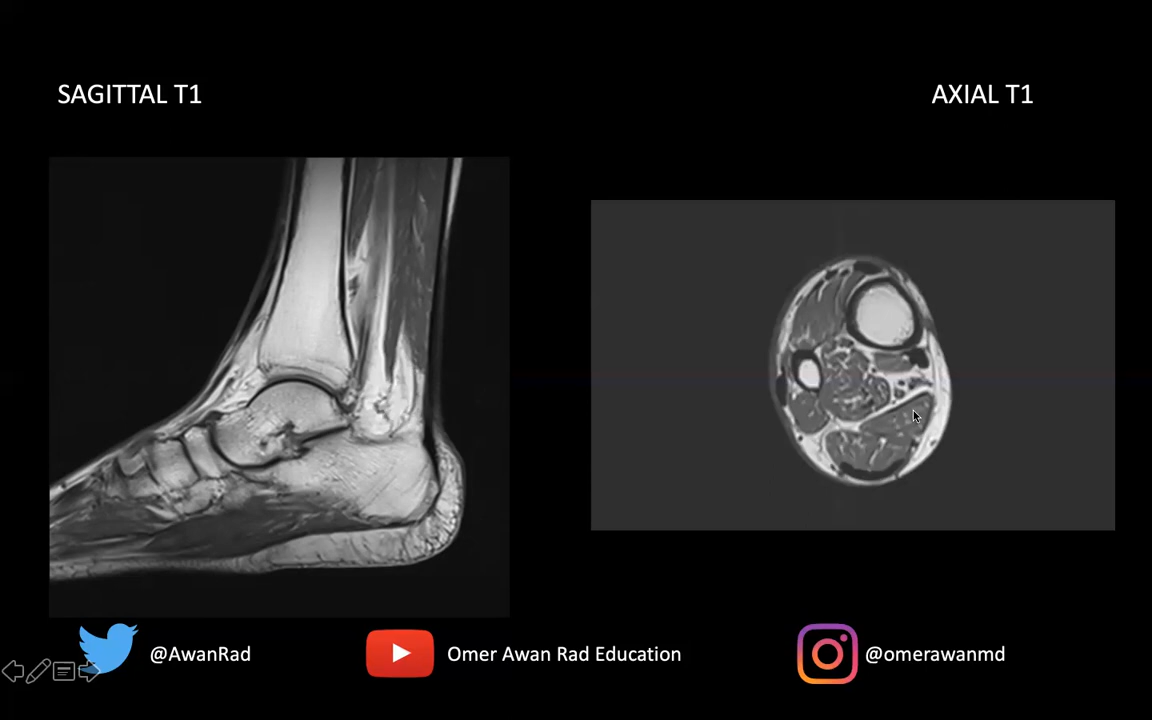 SAGITTAL T1
AXIAL T1
@AwanRad
Omer Awan Rad Education
@omerawanmd